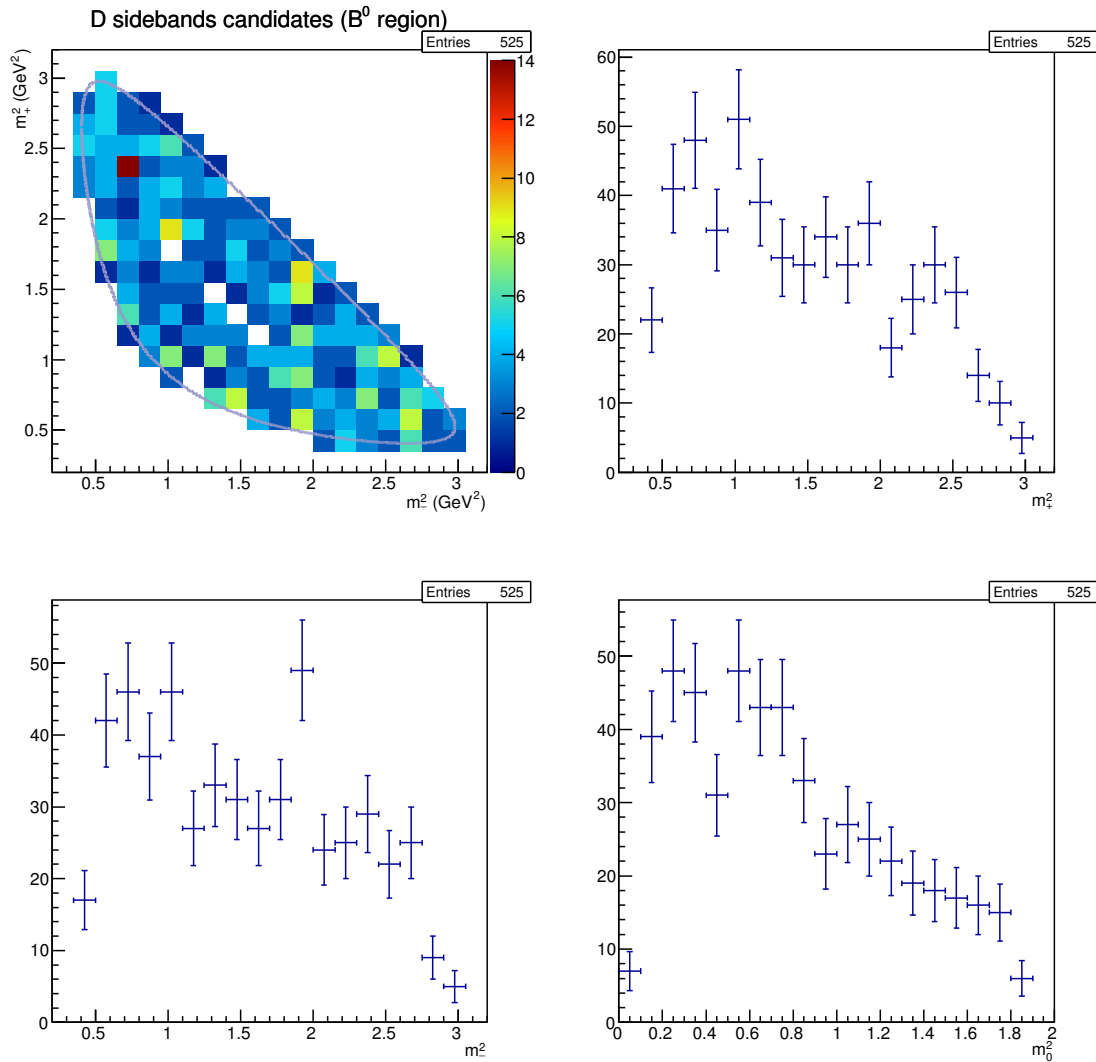 D sidebands candidates (B⁰ region)
Entries 525
m²₊ (GeV²)
3
2.5
2
1.5
1
0.5
14
12
10
8
6
4
2
0
0.5 1 1.5 2 2.5 3
m²₋ (GeV²)
Entries 525
60
50
40
30
20
10
0
0.5 1 1.5 2 2.5 3
m²₊
Entries 525
50
40
30
20
10
0
0.5 1 1.5 2 2.5 3
m²₋
Entries 525
50
40
30
20
10
0
0 0.2 0.4 0.6 0.8 1 1.2 1.4 1.6 1.8 2
m²₀